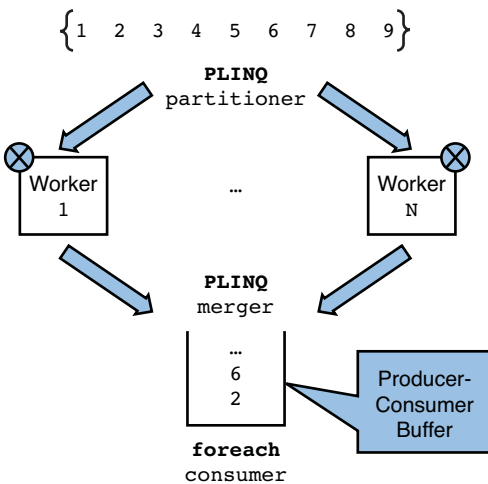 {1 2 3 4 5 6 7 8 9}
PLINQ
partitioner
Worker
1
…
Worker
N
PLINQ
merger
…
6
2
Producer-
Consumer
Buffer
foreach
consumer